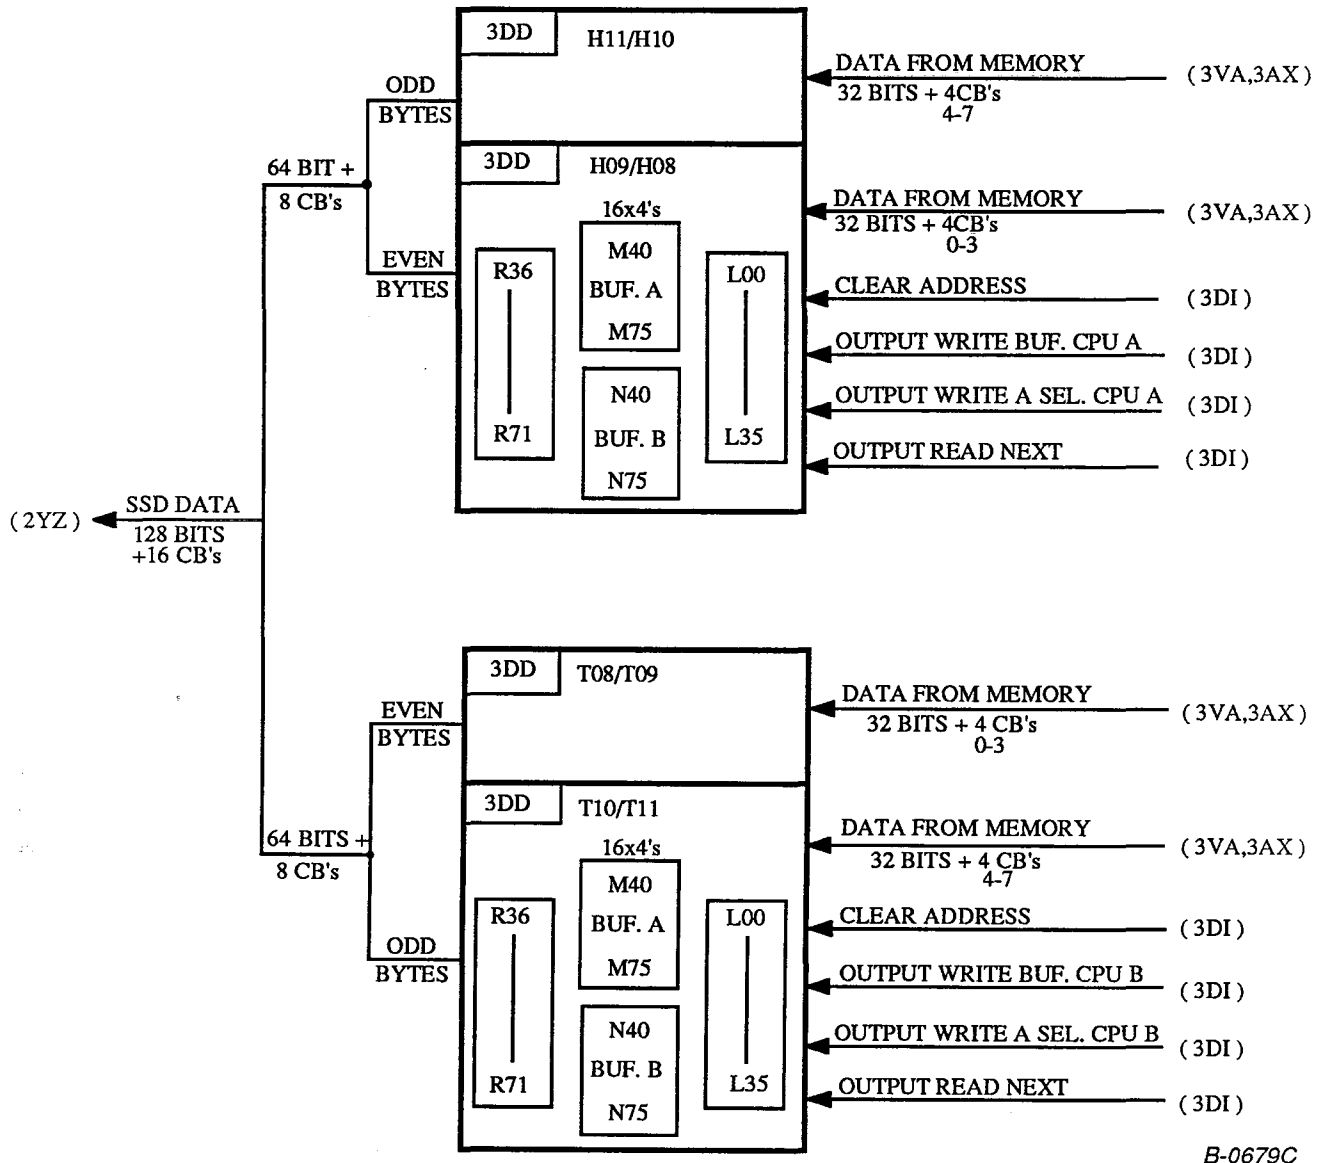 3DD H11/H10
DATA FROM MEMORY
32 BITS + 4CB's
4-7
(3VA,3AX)
ODD
BYTES
3DD H09/H08
64 BIT +
8 CB's
DATA FROM MEMORY
32 BITS + 4CB's
0-3
(3VA,3AX)
16x4's
EVEN
BYTES
R36
R71
M40
BUF. A
M75
N40
BUF. B
N75
L00
L35
CLEAR ADDRESS (3DI)
OUTPUT WRITE BUF. CPU A (3DI)
OUTPUT WRITE A SEL. CPU A (3DI)
OUTPUT READ NEXT (3DI)
(2YZ)
SSD DATA
128 BITS
+16 CB's
3DD T08/T09
DATA FROM MEMORY
32 BITS + 4 CB's
0-3
(3VA,3AX)
EVEN
BYTES
3DD T10/T11
64 BITS +
8 CB's
DATA FROM MEMORY
32 BITS + 4 CB's
4-7
(3VA,3AX)
16x4's
ODD
BYTES
R36
R71
M40
BUF. A
M75
N40
BUF. B
N75
L00
L35
CLEAR ADDRESS (3DI)
OUTPUT WRITE BUF. CPU B (3DI)
OUTPUT WRITE A SEL. CPU B (3DI)
OUTPUT READ NEXT (3DI)
B-0679C